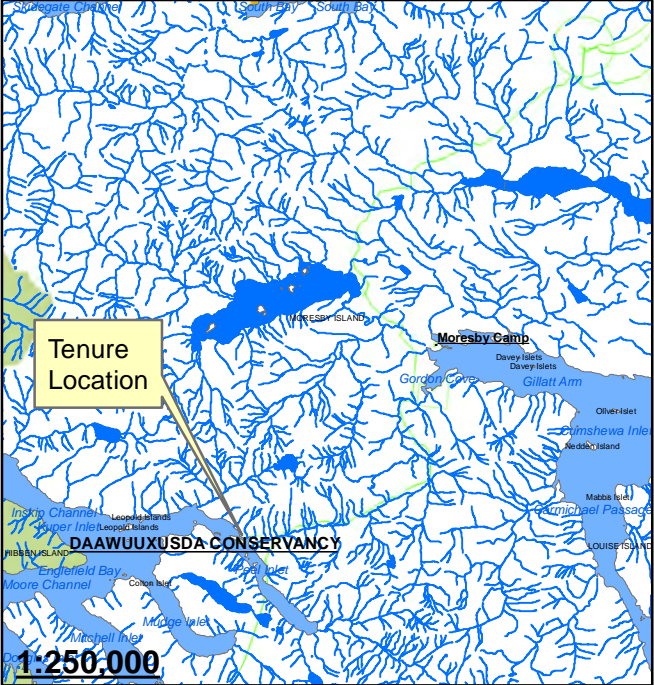 Skidegate Channel
South Bay
South Bay
MORESBY ISLAND
Moresby Camp
Davey Islets
Davey Islets
Tenure
Location
Gordon Cove
Gillatt Arm
Oliver Islet
Cumshewa Inlet
Nedden Island
Mabbs Islet
Carmichael Passage
Inskip Channel
Leopold Islands
Kuper Inlet
Leopold Islands
DAAWUUXUSDA CONSERVANCY
LOUISE ISLAND
HIBBEN ISLAND
Englefield Bay
Peel Inlet
Moore Channel
Colton Islet
Mudge Inlet
Mitchell Inlet
1:250,000